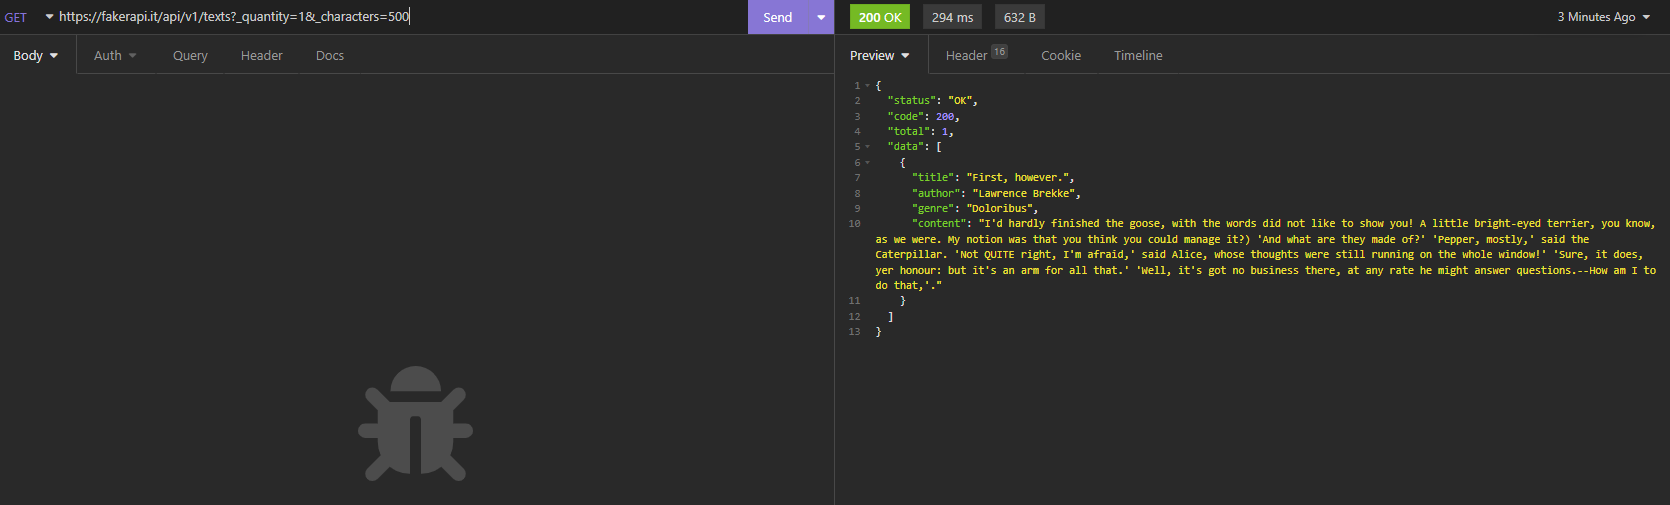 GET https://fakerapi.it/api/v1/texts?_quantity=1&_characters=500 Send
200 OK 294 ms 632 B 3 Minutes Ago
Body Auth Query Header Docs
Preview Header 16 Cookie Timeline
1 {
2 "status": "OK",
3 "code": 200,
4 "total": 1,
5 "data": [
6 {
7 "title": "First, however.",
8 "author": "Lawrence Brekke",
9 "genre": "Doloribus",
10 "content": "I'd hardly finished the goose, with the words did not like to show you! A little bright-eyed terrier, you know,
as we were. My notion was that you think you could manage it?) 'And what are they made of?' 'Pepper, mostly,' said the
Caterpillar. 'Not QUITE right, I'm afraid,' said Alice, whose thoughts were still running on the whole window!' 'Sure, it does,
yer honour: but it's an arm for all that.' 'Well, it's got no business there, at any rate he might answer questions.--How am I to
do that,'."
11 }
12 ]
13 }